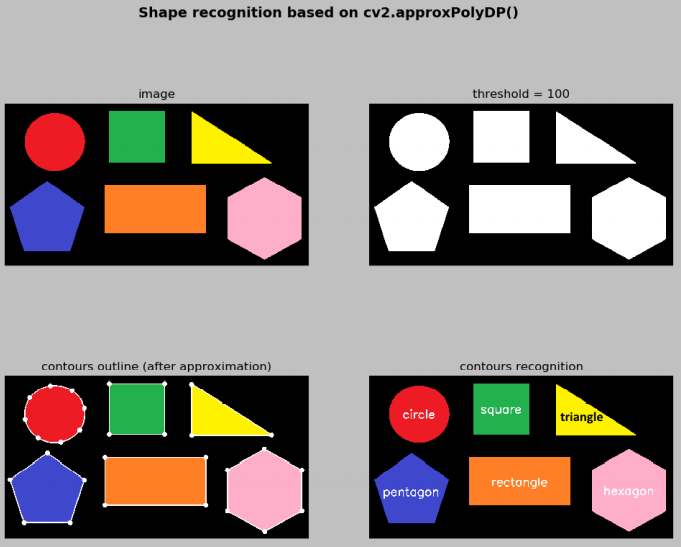 Shape recognition based on cv2.approxPolyDP()
image
threshold = 100
contours outline (after approximation)
contours recognition
circle
square
triangle
pentagon
rectangle
hexagon